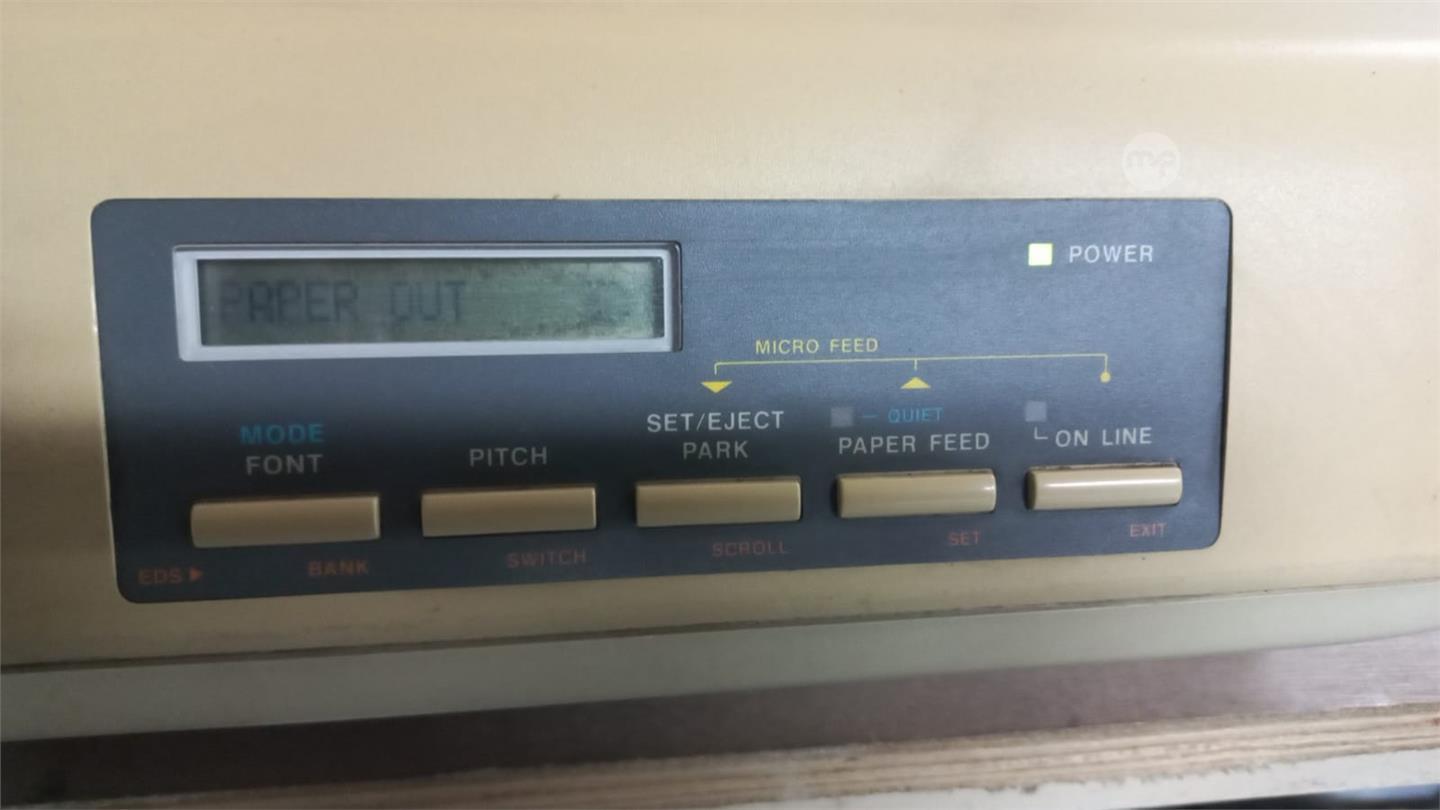 PAPER OUT
POWER
MICRO FEED
MODE
FONT
PITCH
SET/EJECT
PARK
QUIET
PAPER FEED
ON LINE
EDS
BANK
SWITCH
SCROLL
SET
EXIT